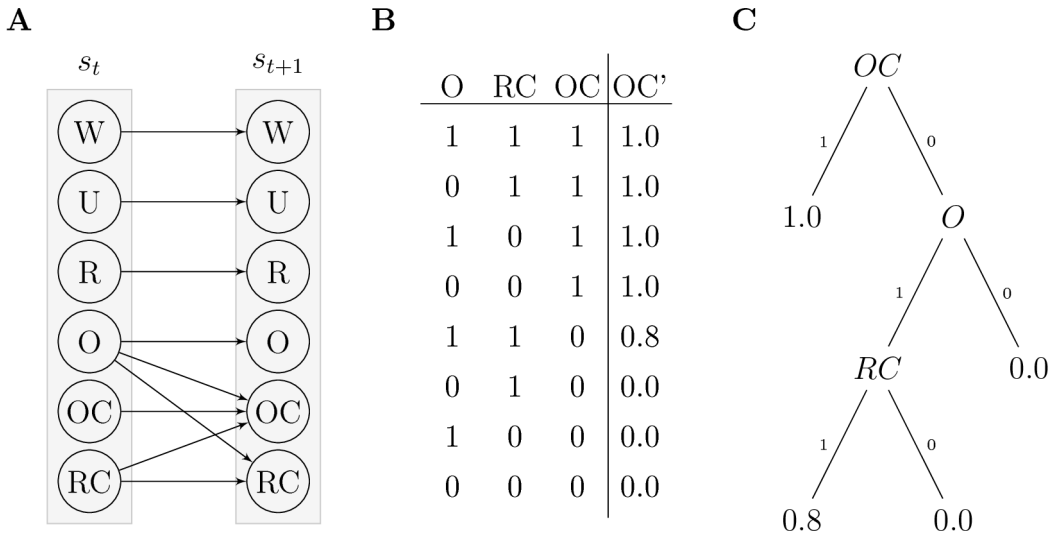 A
s_t
s_{t+1}
W
W
U
U
R
R
O
O
OC
OC
RC
RC
B
O RC OC OC’
1 1 1 1.0
0 1 1 1.0
1 0 1 1.0
0 0 1 1.0
1 1 0 0.8
0 1 0 0.0
1 0 0 0.0
0 0 0 0.0
C
OC
1 0
1.0 O
1 0
RC 0.0
1 0
0.8 0.0